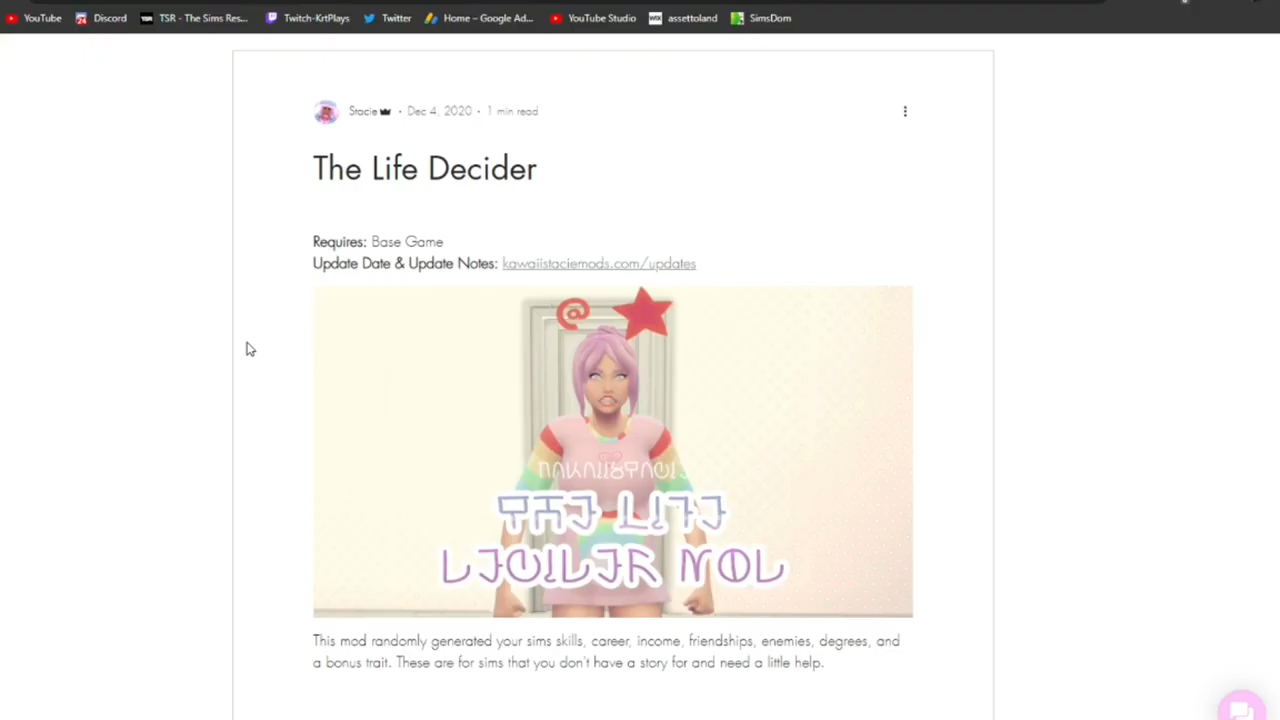 YouTube Discord TSR - The Sims Res... Twitch-KrtPlays Twitter Home – Google Ad... YouTube Studio assettoland SimsDom
Stacie · Dec 4, 2020 · 1 min read
The Life Decider
Requires: Base Game
Update Date & Update Notes: kawaiistaciemods.com/updates
This mod randomly generated your sims skills, career, income, friendships, enemies, degrees, and
a bonus trait. These are for sims that you don't have a story for and need a little help.